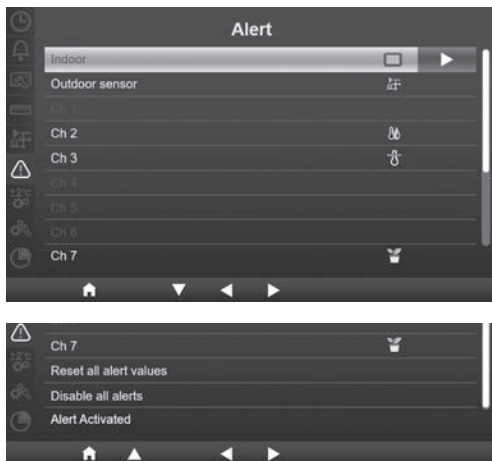 Alert
Indoor
Outdoor sensor
Ch 1
Ch 2
Ch 3
Ch 4
Ch 5
Ch 6
Ch 7
Ch 7
Reset all alert values
Disable all alerts
Alert Activated